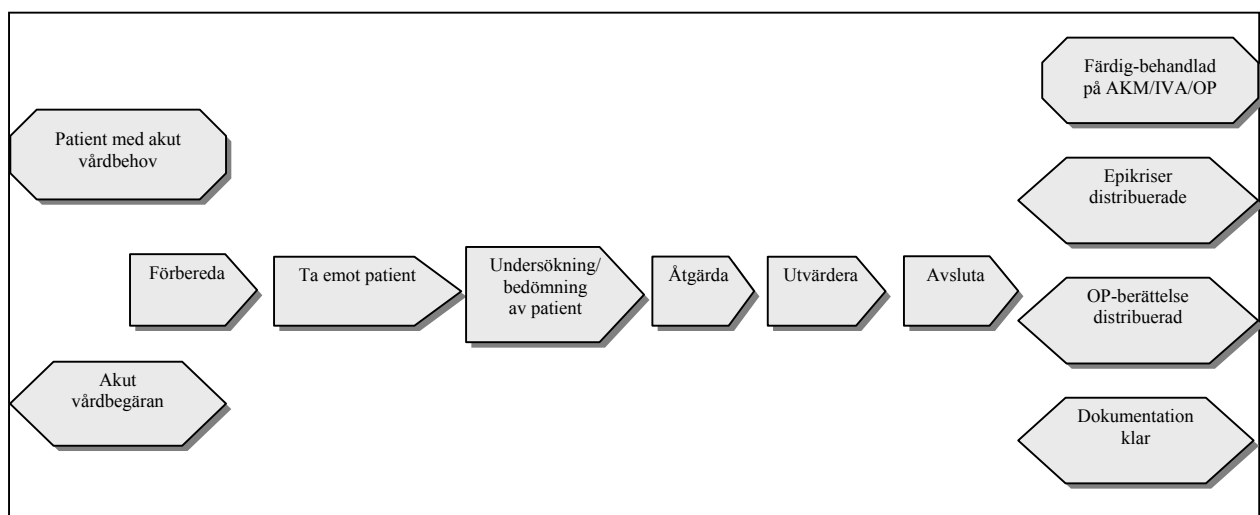 Patient med akut
vårdbehov
Akut
vårdbegäran
Förbereda
Ta emot patient
Undersökning/
bedömning
av patient
Åtgärda
Utvärdera
Avsluta
Färdig-behandlad
på AKM/IVA/OP
Epikriser
distribuerade
OP-berättelse
distribuerad
Dokumentation
klar